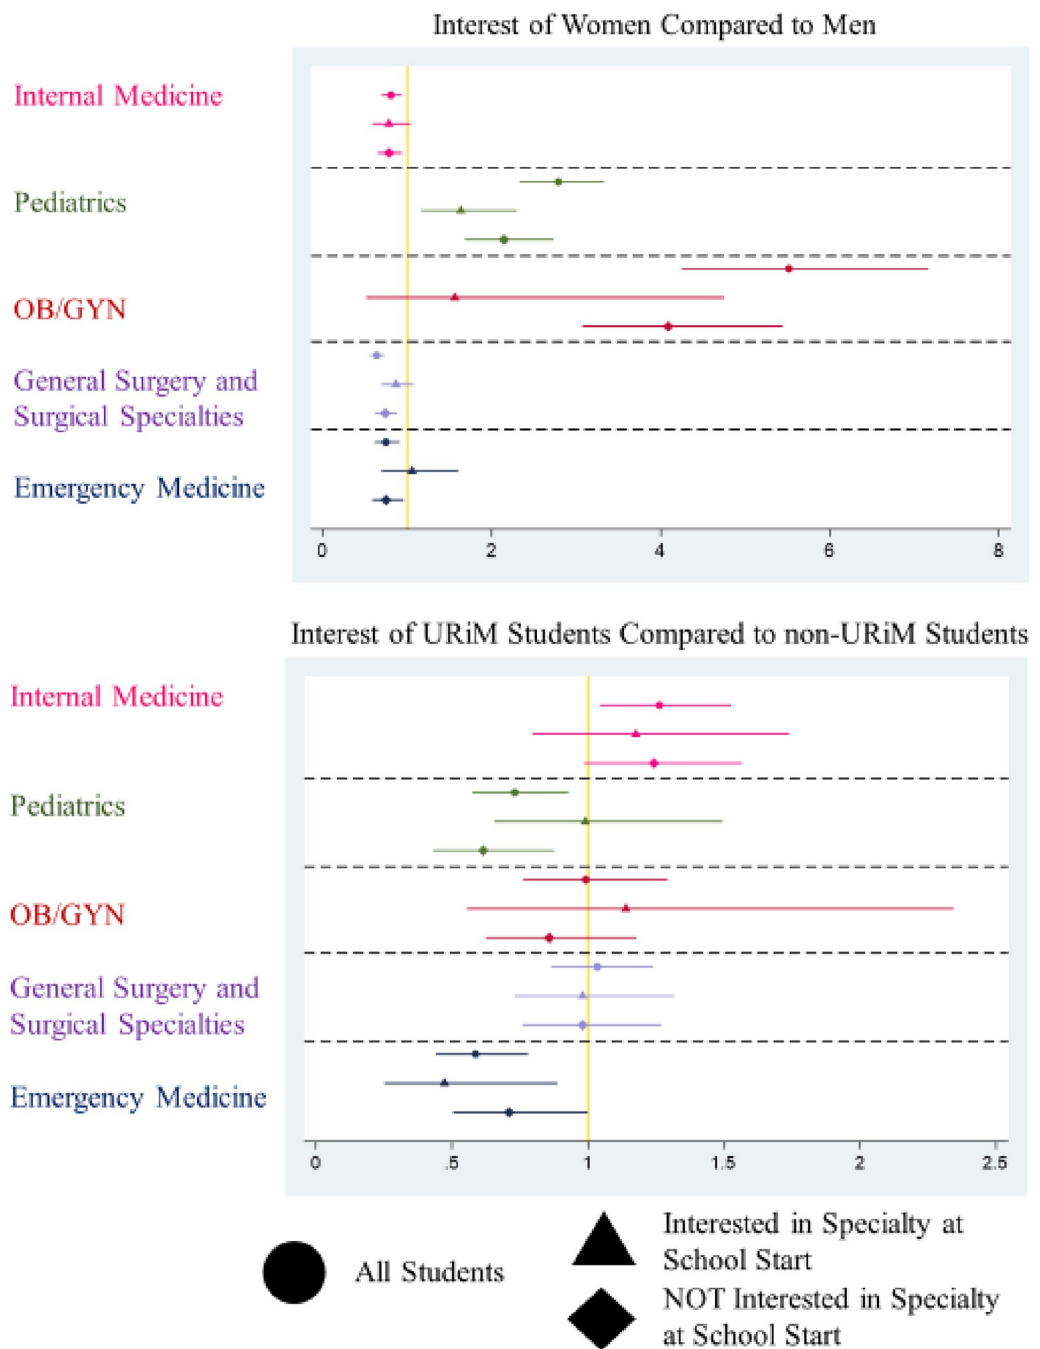 Interest of Women Compared to Men
Internal Medicine
Pediatrics
OB/GYN
General Surgery and
Surgical Specialties
Emergency Medicine
0 2 4 6 8
Interest of URiM Students Compared to non-URiM Students
Internal Medicine
Pediatrics
OB/GYN
General Surgery and
Surgical Specialties
Emergency Medicine
0 .5 1 1.5 2 2.5
All Students
Interested in Specialty at
School Start
NOT Interested in Specialty
at School Start